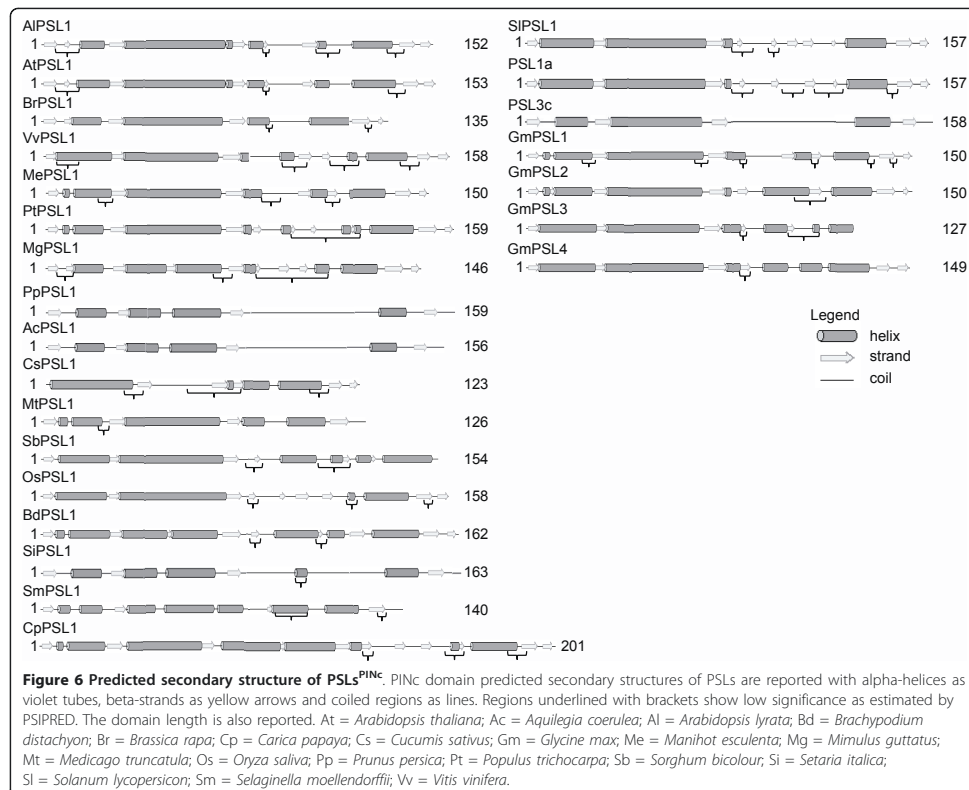 AlPSL1
1 152
AtPSL1
1 153
BrPSL1
1 135
VvPSL1
1 158
MePSL1
1 150
PtPSL1
1 159
MgPSL1
1 146
PpPSL1
1 159
AcPSL1
1 156
CsPSL1
1 123
MtPSL1
1 126
SbPSL1
1 154
OsPSL1
1 158
BdPSL1
1 162
SiPSL1
1 163
SmPSL1
1 140
CpPSL1
1 201
SlPSL1
1 157
PSL1a
1 157
PSL3c
1 158
GmPSL1
1 150
GmPSL2
1 150
GmPSL3
1 127
GmPSL4
1 149
Legend
helix
strand
coil
Figure 6 Predicted secondary structure of PSLsPINc. PINc domain predicted secondary structures of PSLs are reported with alpha-helices as
violet tubes, beta-strands as yellow arrows and coiled regions as lines. Regions underlined with brackets show low significance as estimated by
PSIPRED. The domain length is also reported. At = Arabidopsis thaliana; Ac = Aquilegia coerulea; Al = Arabidopsis lyrata; Bd = Brachypodium
distachyon; Br = Brassica rapa; Cp = Carica papaya; Cs = Cucumis sativus; Gm = Glycine max; Me = Manihot esculenta; Mg = Mimulus guttatus;
Mt = Medicago truncatula; Os = Oryza saliva; Pp = Prunus persica; Pt = Populus trichocarpa; Sb = Sorghum bicolour; Si = Setaria italica;
Sl = Solanum lycopersicon; Sm = Selaginella moellendorffii; Vv = Vitis vinifera.